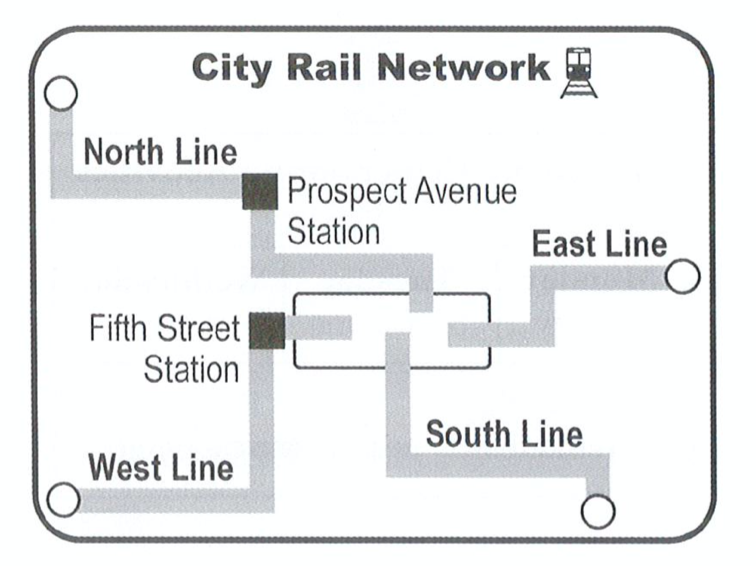 City Rail Network
North Line
Prospect Avenue
Station
East Line
Fifth Street
Station
South Line
West Line